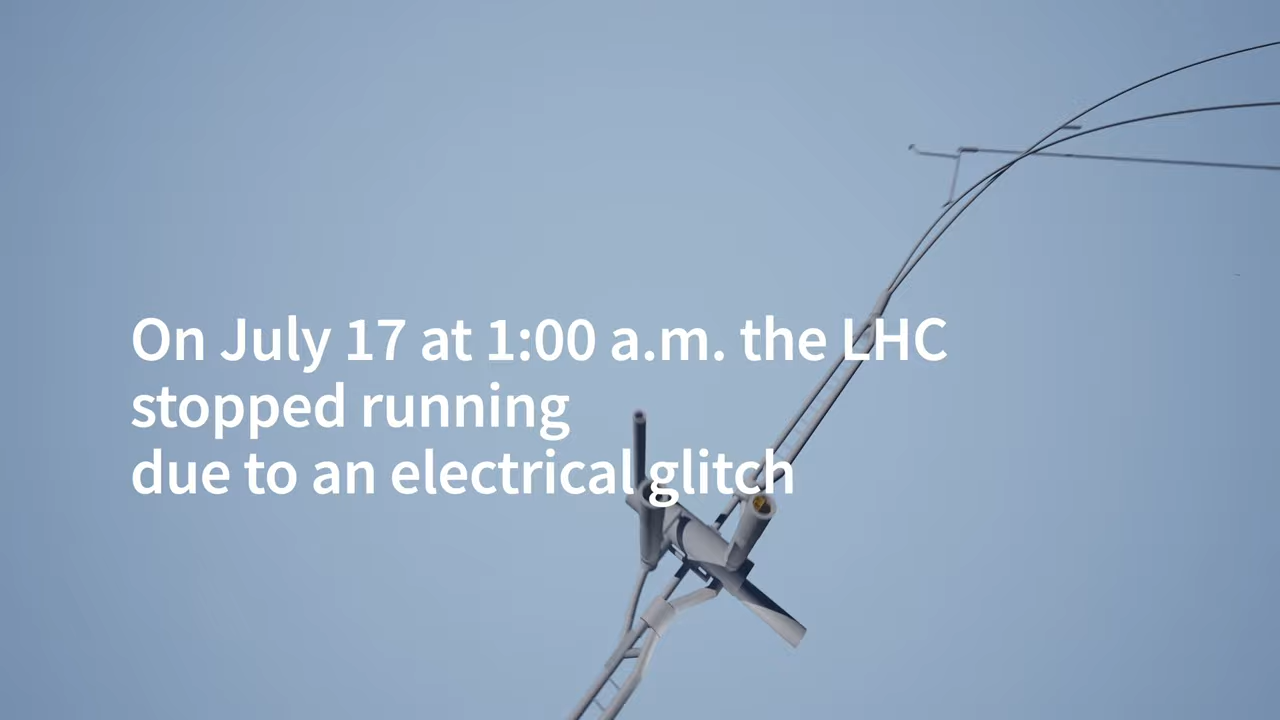 On July 17 at 1:00 a.m. the LHC
stopped running
due to an electrical glitch